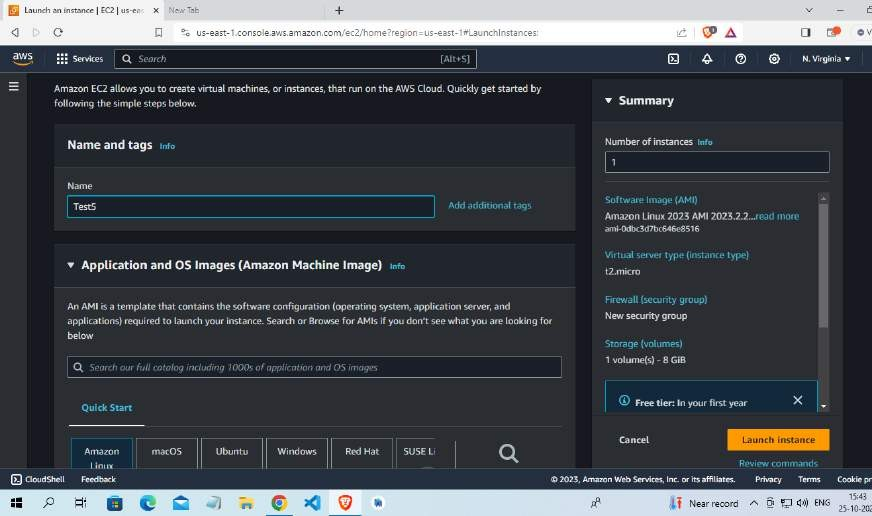 Launch an instance | EC2 | us-eas
New Tab
us-east-1.console.aws.amazon.com/ec2/home?region=us-east-1#LaunchInstances:
aws
Services
Search
[Alt+S]
N. Virginia
Amazon EC2 allows you to create virtual machines, or instances, that run on the AWS Cloud. Quickly get started by
following the simple steps below.
Name and tags Info
Name
Test5
Add additional tags
Application and OS Images (Amazon Machine Image) Info
An AMI is a template that contains the software configuration (operating system, application server, and
applications) required to launch your instance. Search or Browse for AMIs if you don't see what you are looking for
below
Search our full catalog including 1000s of application and OS images
Quick Start
Amazon
Linux
macOS
Ubuntu
Windows
Red Hat
SUSE Li
Summary
Number of instances Info
1
Software Image (AMI)
Amazon Linux 2023 AMI 2023.2.2...read more
ami-0dbc3d7bc646e8516
Virtual server type (instance type)
t2.micro
Firewall (security group)
New security group
Storage (volumes)
1 volume(s) - 8 GiB
Free tier: In your first year
Cancel
Launch instance
Review commands
CloudShell
Feedback
© 2023, Amazon Web Services, Inc. or its affiliates.
Privacy
Terms
Cookie pr
Near record
ENG
15:43
25-10-202